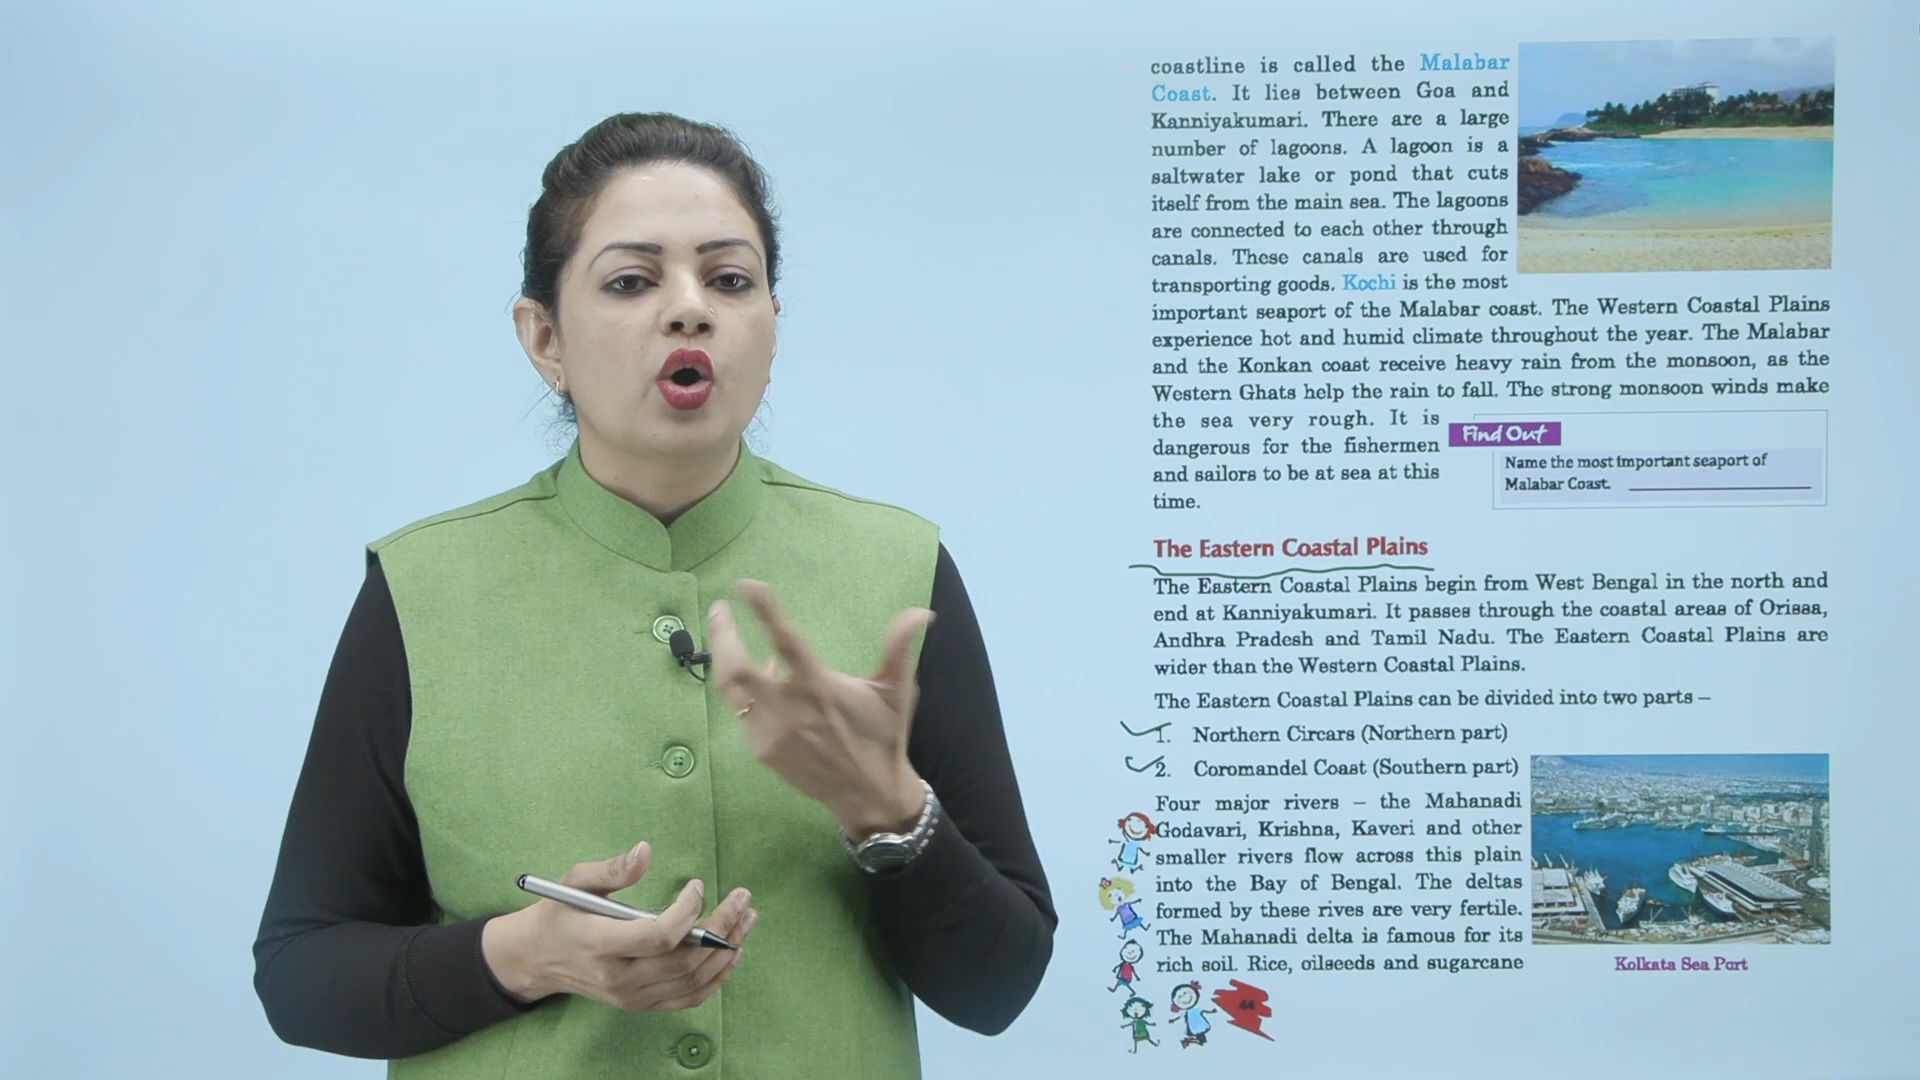 coastline is called the Malabar
Coast. It lies between Goa and
Kanniyakumari. There are a large
number of lagoons. A lagoon is a
saltwater lake or pond that cuts
itself from the main sea. The lagoons
are connected to each other through
canals. These canals are used for
transporting goods. Kochi is the most
important seaport of the Malabar coast. The Western Coastal Plains
experience hot and humid climate throughout the year. The Malabar
and the Konkan coast receive heavy rain from the monsoon, as the
Western Ghats help the rain to fall. The strong monsoon winds make
the sea very rough. It is
dangerous for the fishermen
and sailors to be at sea at this
time.
Find Out
Name the most important seaport of
Malabar Coast. ____________
The Eastern Coastal Plains
The Eastern Coastal Plains begin from West Bengal in the north and
end at Kanniyakumari. It passes through the coastal areas of Orissa,
Andhra Pradesh and Tamil Nadu. The Eastern Coastal Plains are
wider than the Western Coastal Plains.
The Eastern Coastal Plains can be divided into two parts –
1. Northern Circars (Northern part)
2. Coromandel Coast (Southern part)
Four major rivers – the Mahanadi
Godavari, Krishna, Kaveri and other
smaller rivers flow across this plain
into the Bay of Bengal. The deltas
formed by these rives are very fertile.
The Mahanadi delta is famous for its
rich soil. Rice, oilseeds and sugarcane
Kolkata Sea Port
44